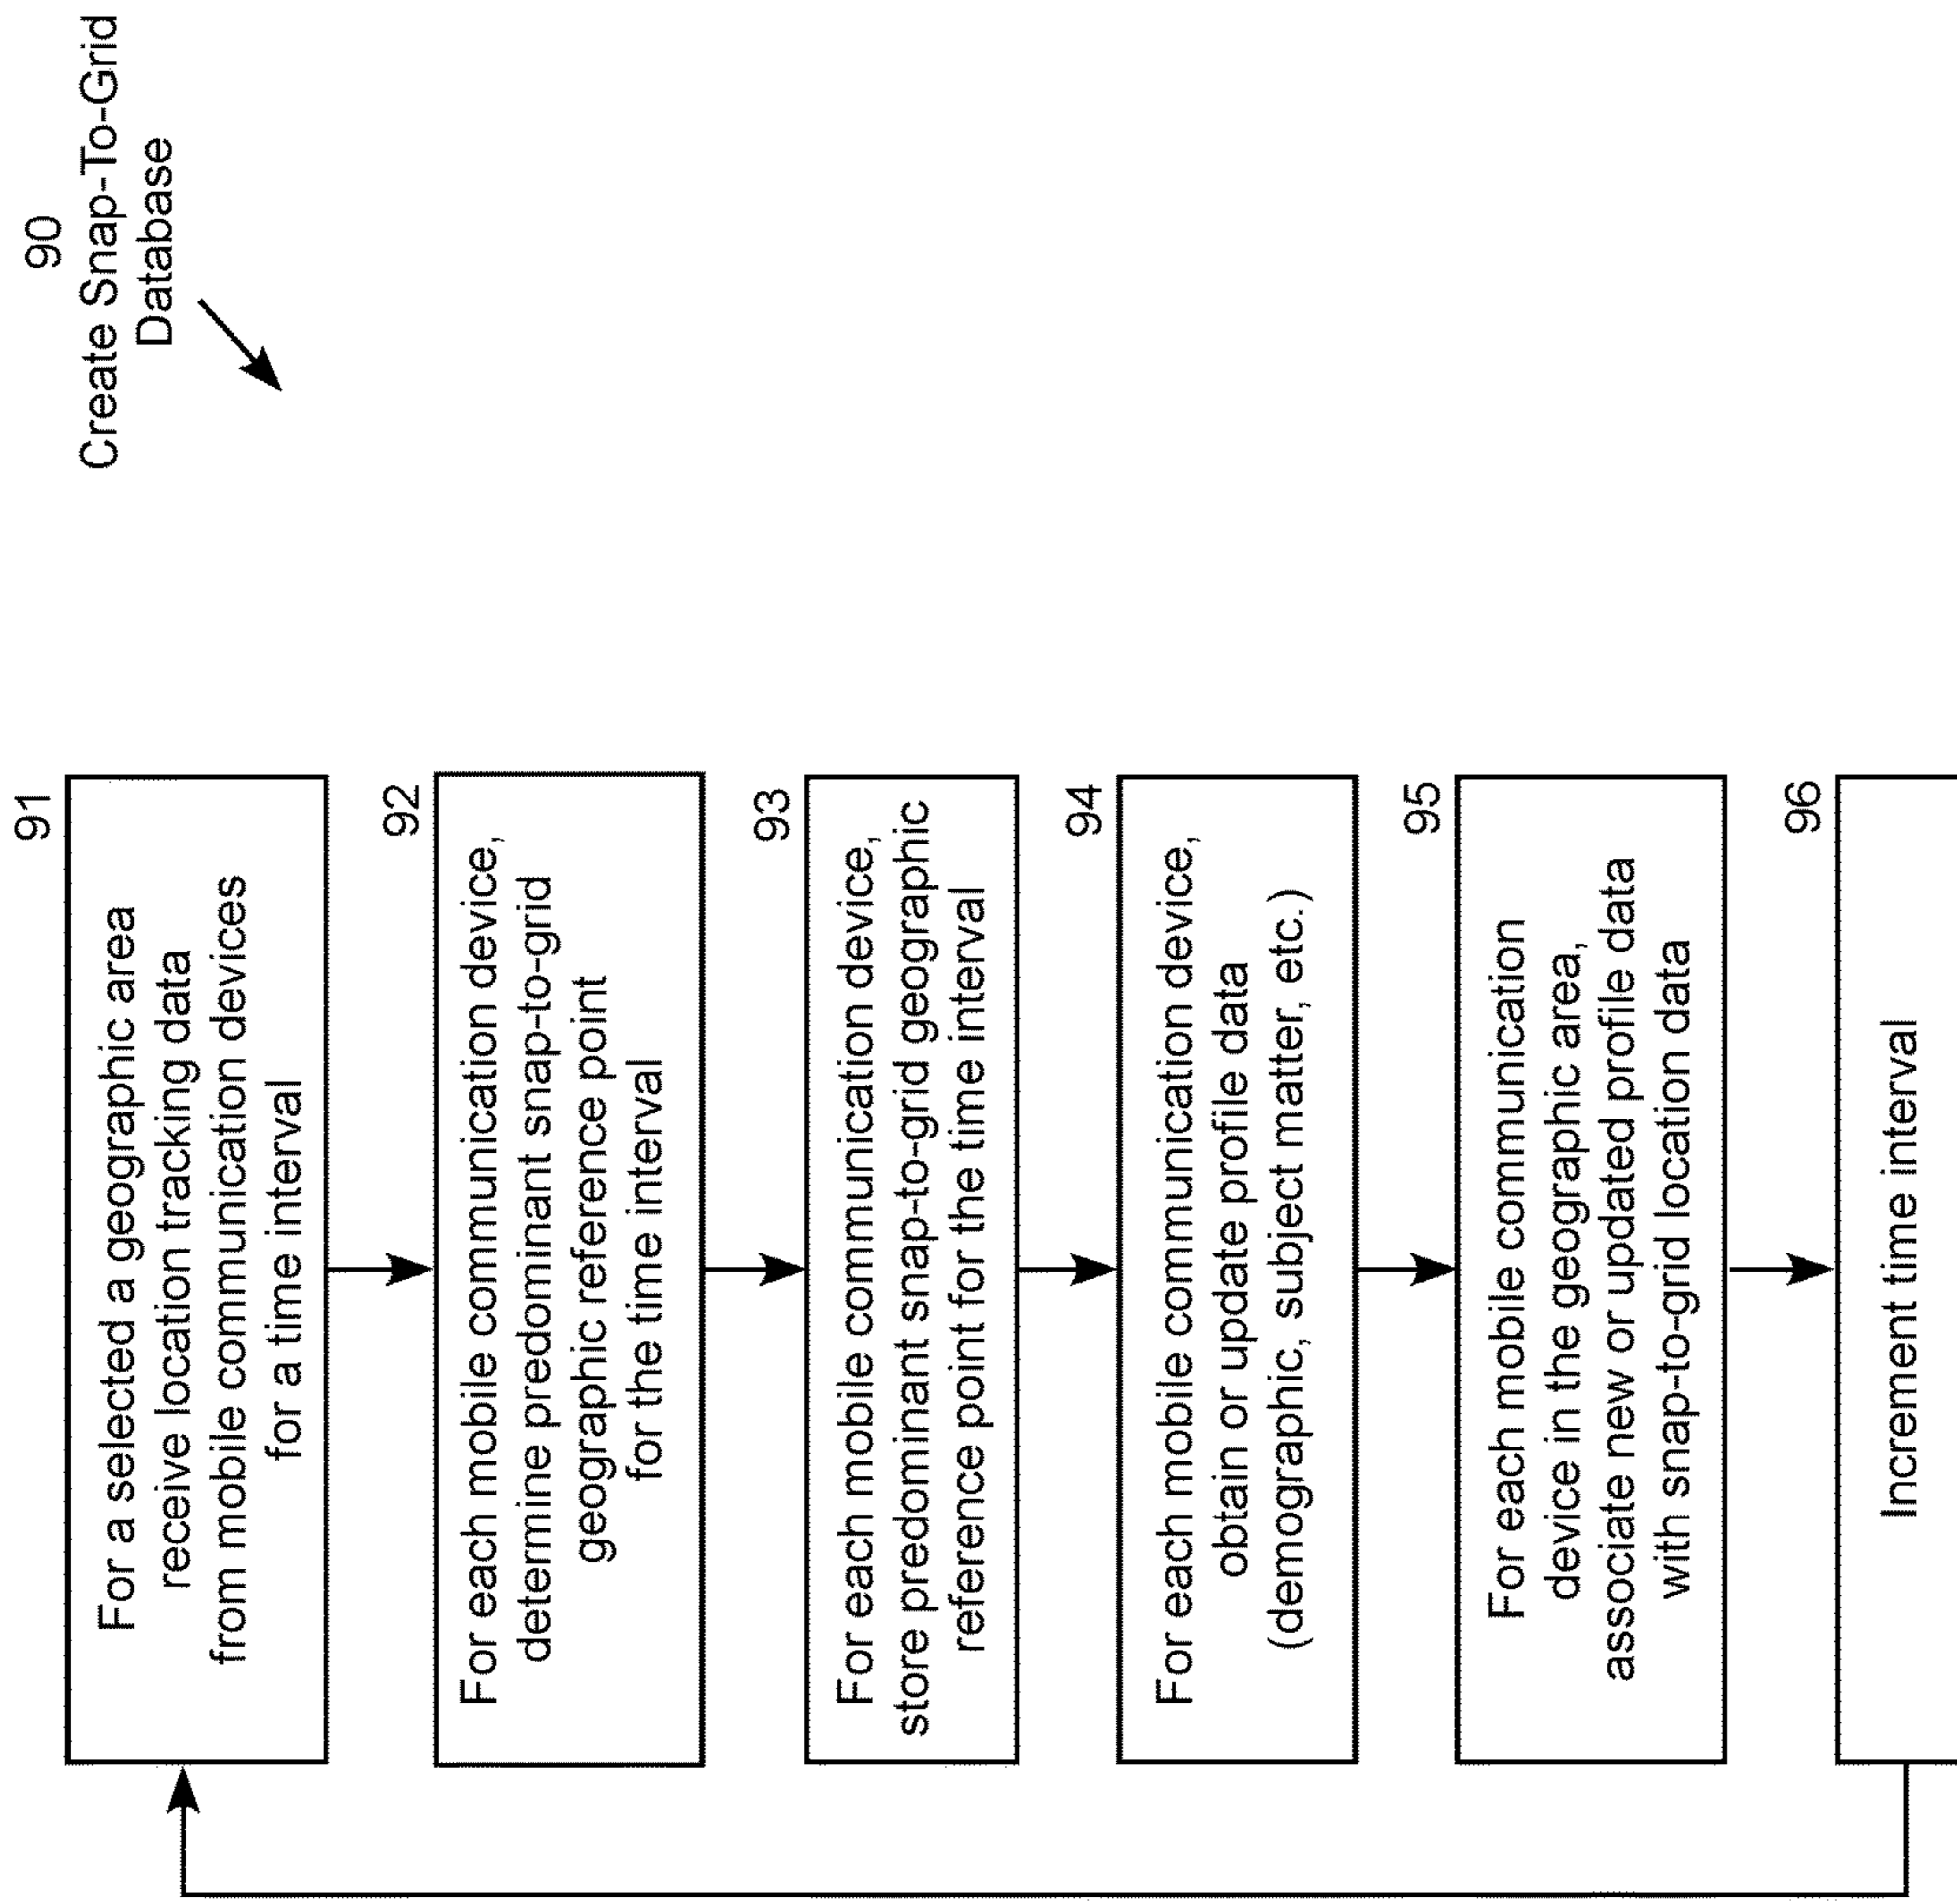 90
Create Snap-To-Grid
Database
91
For a selected a geographic area
receive location tracking data
from mobile communication devices
for a time interval
92
For each mobile communication device,
determine predominant snap-to-grid
geographic reference point
for the time interval
93
For each mobile communication device,
store predominant snap-to-grid geographic
reference point for the time interval
94
For each mobile communication device,
obtain or update profile data
(demographic, subject matter, etc.)
95
For each mobile communication
device in the geographic area,
associate new or updated profile data
with snap-to-grid location data
96
Increment time interval